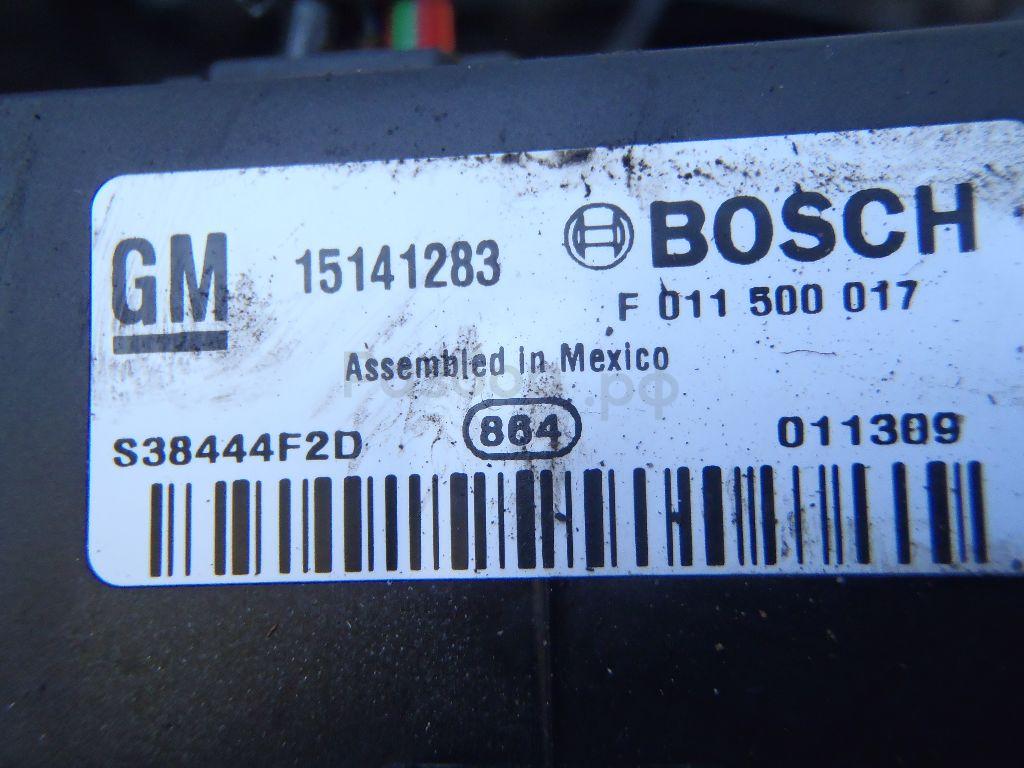 GM 15141283 BOSCH
F 011 500 017
Assembled in Mexico
S38444F2D 864 011309